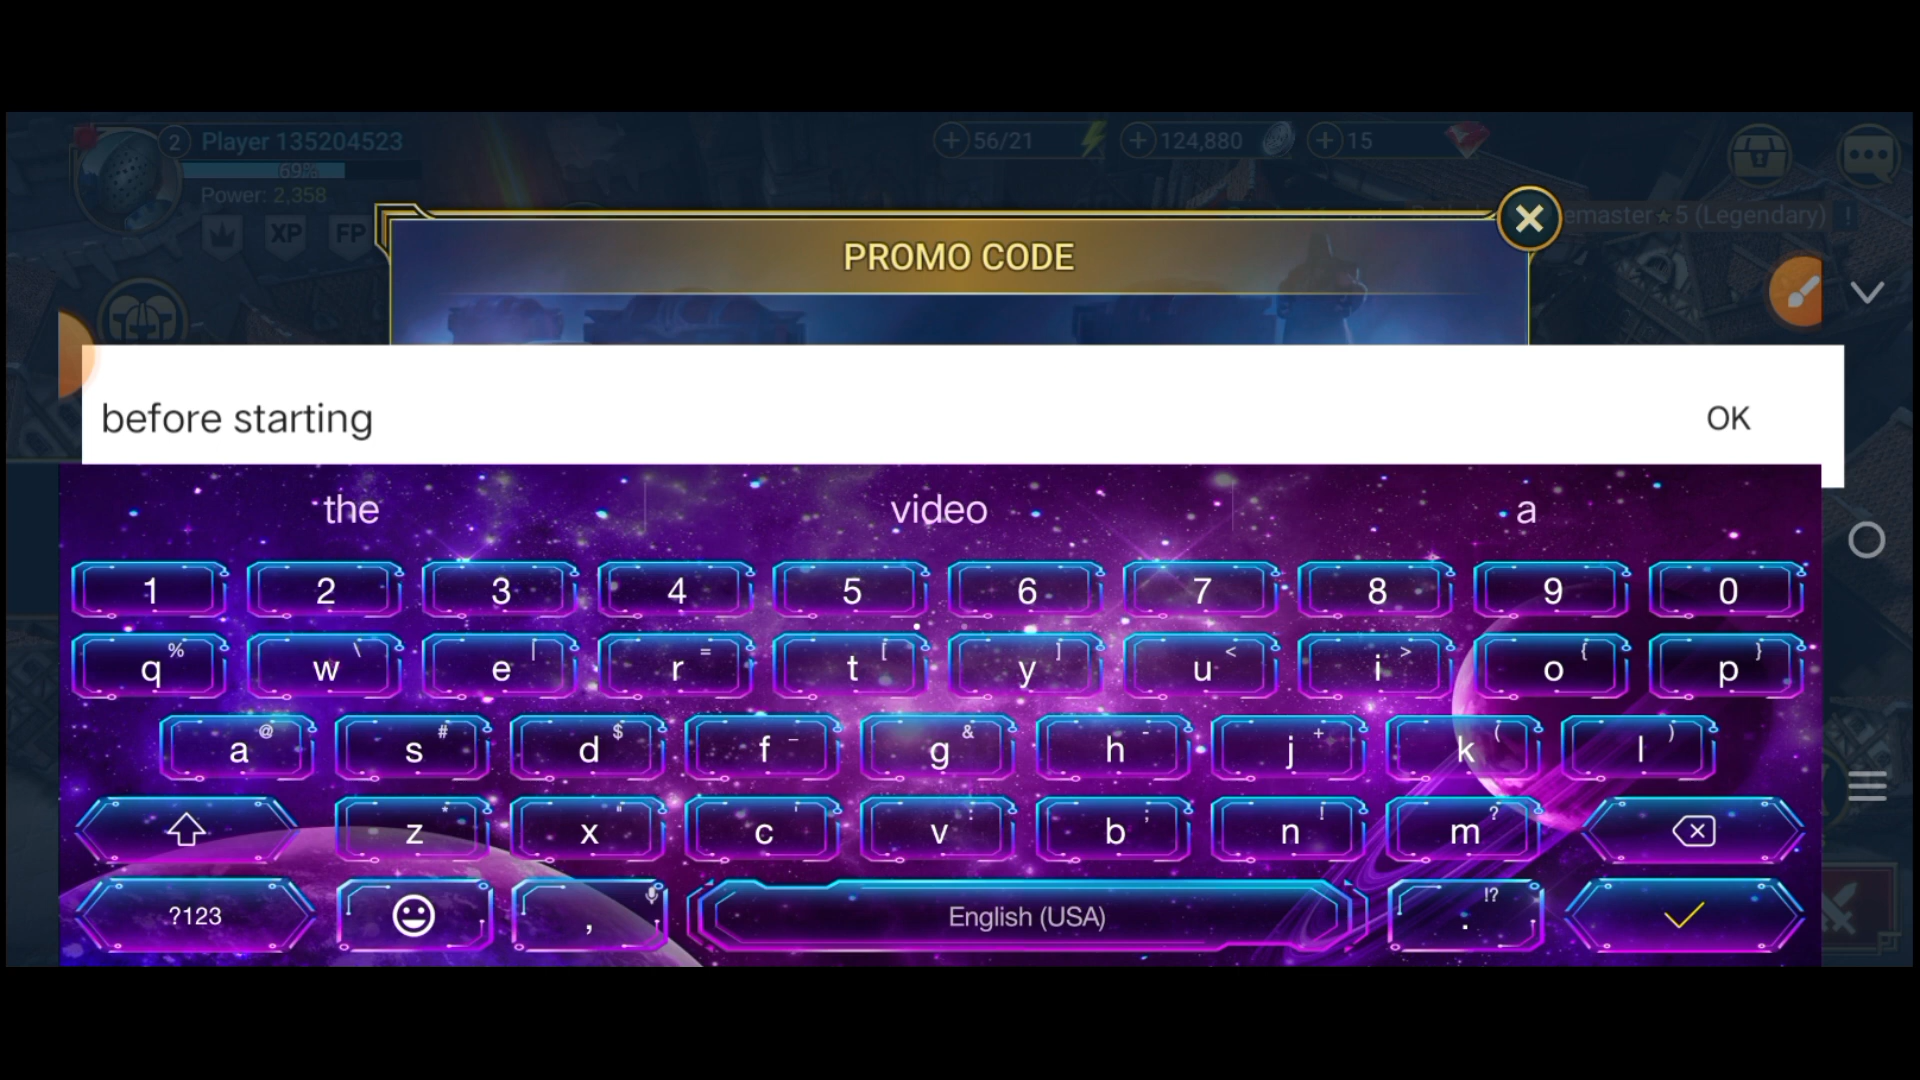 2 Player 135204523
69%
Power: 2,358
XP FP
56/21 124,880 15
emaster ★ 5 (Legendary) !
PROMO CODE
before starting OK
the video a
1 2 3 4 5 6 7 8 9 0
q % w \ e | r = t [ y ] u < i > o { p }
a @ s # d $ f _ g & h - j + k ( l )
z * x " c ' v : b ; n ! m ?
?123 , English (USA) . !?